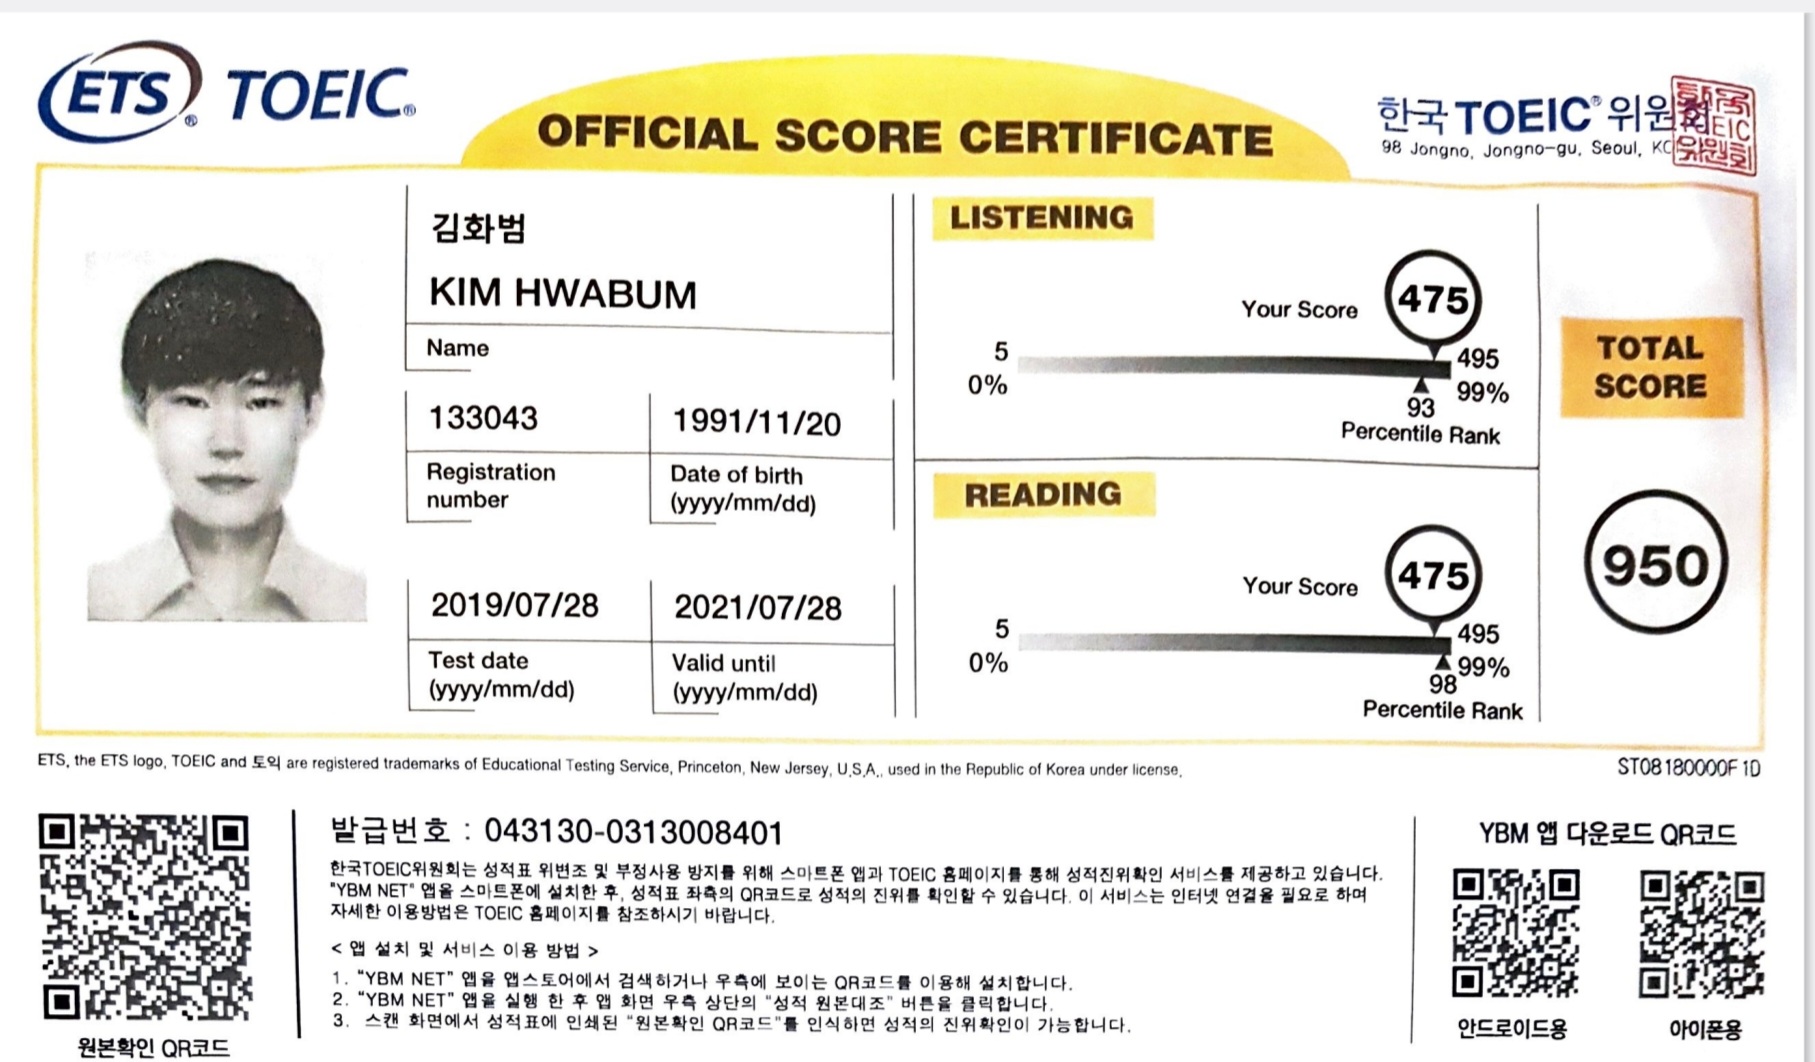 ETS® TOEIC®
OFFICIAL SCORE CERTIFICATE
한국TOEIC®위원회
98 Jongno, Jongno-gu, Seoul,
김화범
KIM HWABUM
Name
133043
Registration
number
1991/11/20
Date of birth
(yyyy/mm/dd)
2019/07/28
Test date
(yyyy/mm/dd)
2021/07/28
Valid until
(yyyy/mm/dd)
LISTENING
Your Score 475
5 495
0% 99%
93
Percentile Rank
READING
Your Score 475
5 495
0% 99%
98
Percentile Rank
TOTAL
SCORE
950
ETS, the ETS logo, TOEIC and 토익 are registered trademarks of Educational Testing Service, Princeton, New Jersey, U.S.A., used in the Republic of Korea under license.
ST08180000F1D
발급번호 : 043130-0313008401
한국TOEIC위원회는 성적표 위변조 및 부정사용 방지를 위해 스마트폰 앱과 TOEIC 홈페이지를 통해 성적진위확인 서비스를 제공하고 있습니다.
"YBM NET" 앱을 스마트폰에 설치한 후, 성적표 좌측의 QR코드로 성적의 진위를 확인할 수 있습니다. 이 서비스는 인터넷 연결을 필요로 하며
자세한 이용방법은 TOEIC 홈페이지를 참조하시기 바랍니다.
< 앱 설치 및 서비스 이용 방법 >
1. "YBM NET" 앱을 앱스토어에서 검색하거나 우측에 보이는 QR코드를 이용해 설치합니다.
2. "YBM NET" 앱을 실행 한 후 앱 화면 우측 상단의 "성적 원본대조" 버튼을 클릭합니다.
3. 스캔 화면에서 성적표에 인쇄된 "원본확인 QR코드"를 인식하면 성적의 진위확인이 가능합니다.
원본확인 QR코드
YBM 앱 다운로드 QR코드
안드로이드용
아이폰용